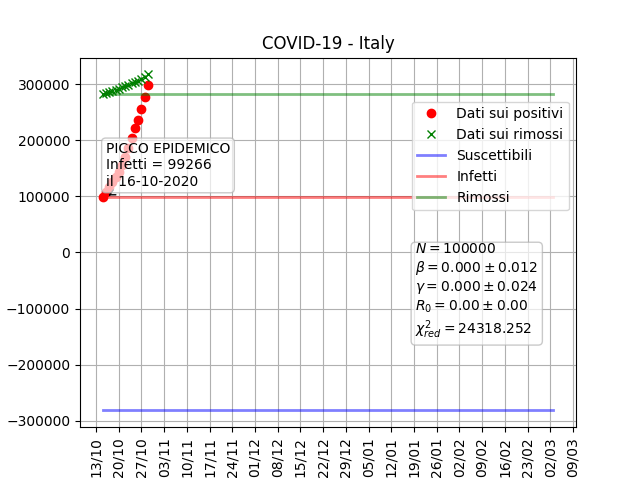 COVID-19 - Italy
300000
200000
100000
0
−100000
−200000
−300000
Dati sui positivi
Dati sui rimossi
Suscettibili
Infetti
Rimossi
PICCO EPIDEMICO
Infetti = 99266
il 16-10-2020
N = 100000
β = 0.000 ± 0.012
γ = 0.000 ± 0.024
R₀ = 0.00 ± 0.00
χ²red = 24318.252
13/10
20/10
27/10
03/11
10/11
17/11
24/11
01/12
08/12
15/12
22/12
29/12
05/01
12/01
19/01
26/01
02/02
09/02
16/02
23/02
02/03
09/03